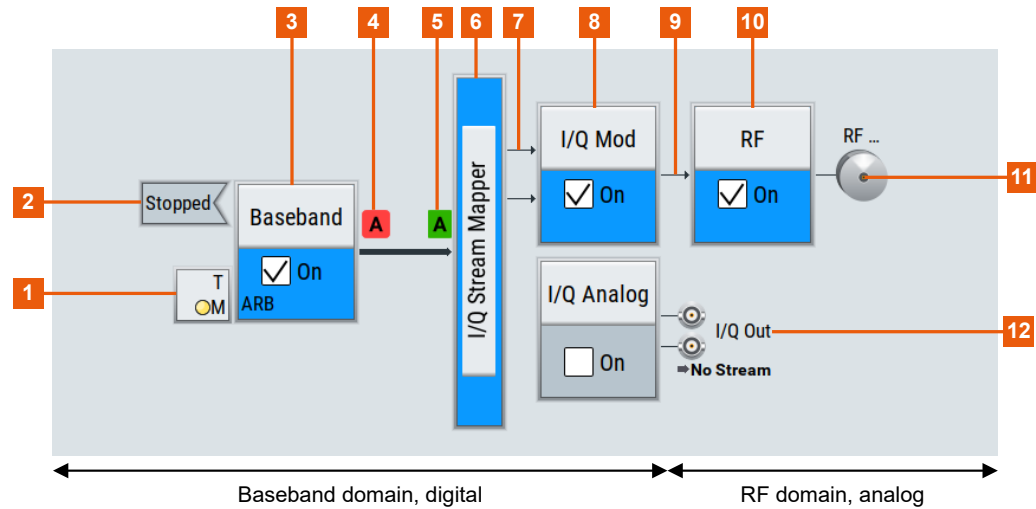 3
4
5
6
7
8
9
10
2
1
11
12
Stopped
T
M
Baseband
On
ARB
A
A
I/Q Stream Mapper
I/Q Mod
On
RF
On
RF ...
I/Q Analog
On
I/Q Out
⇒No Stream
Baseband domain, digital
RF domain, analog